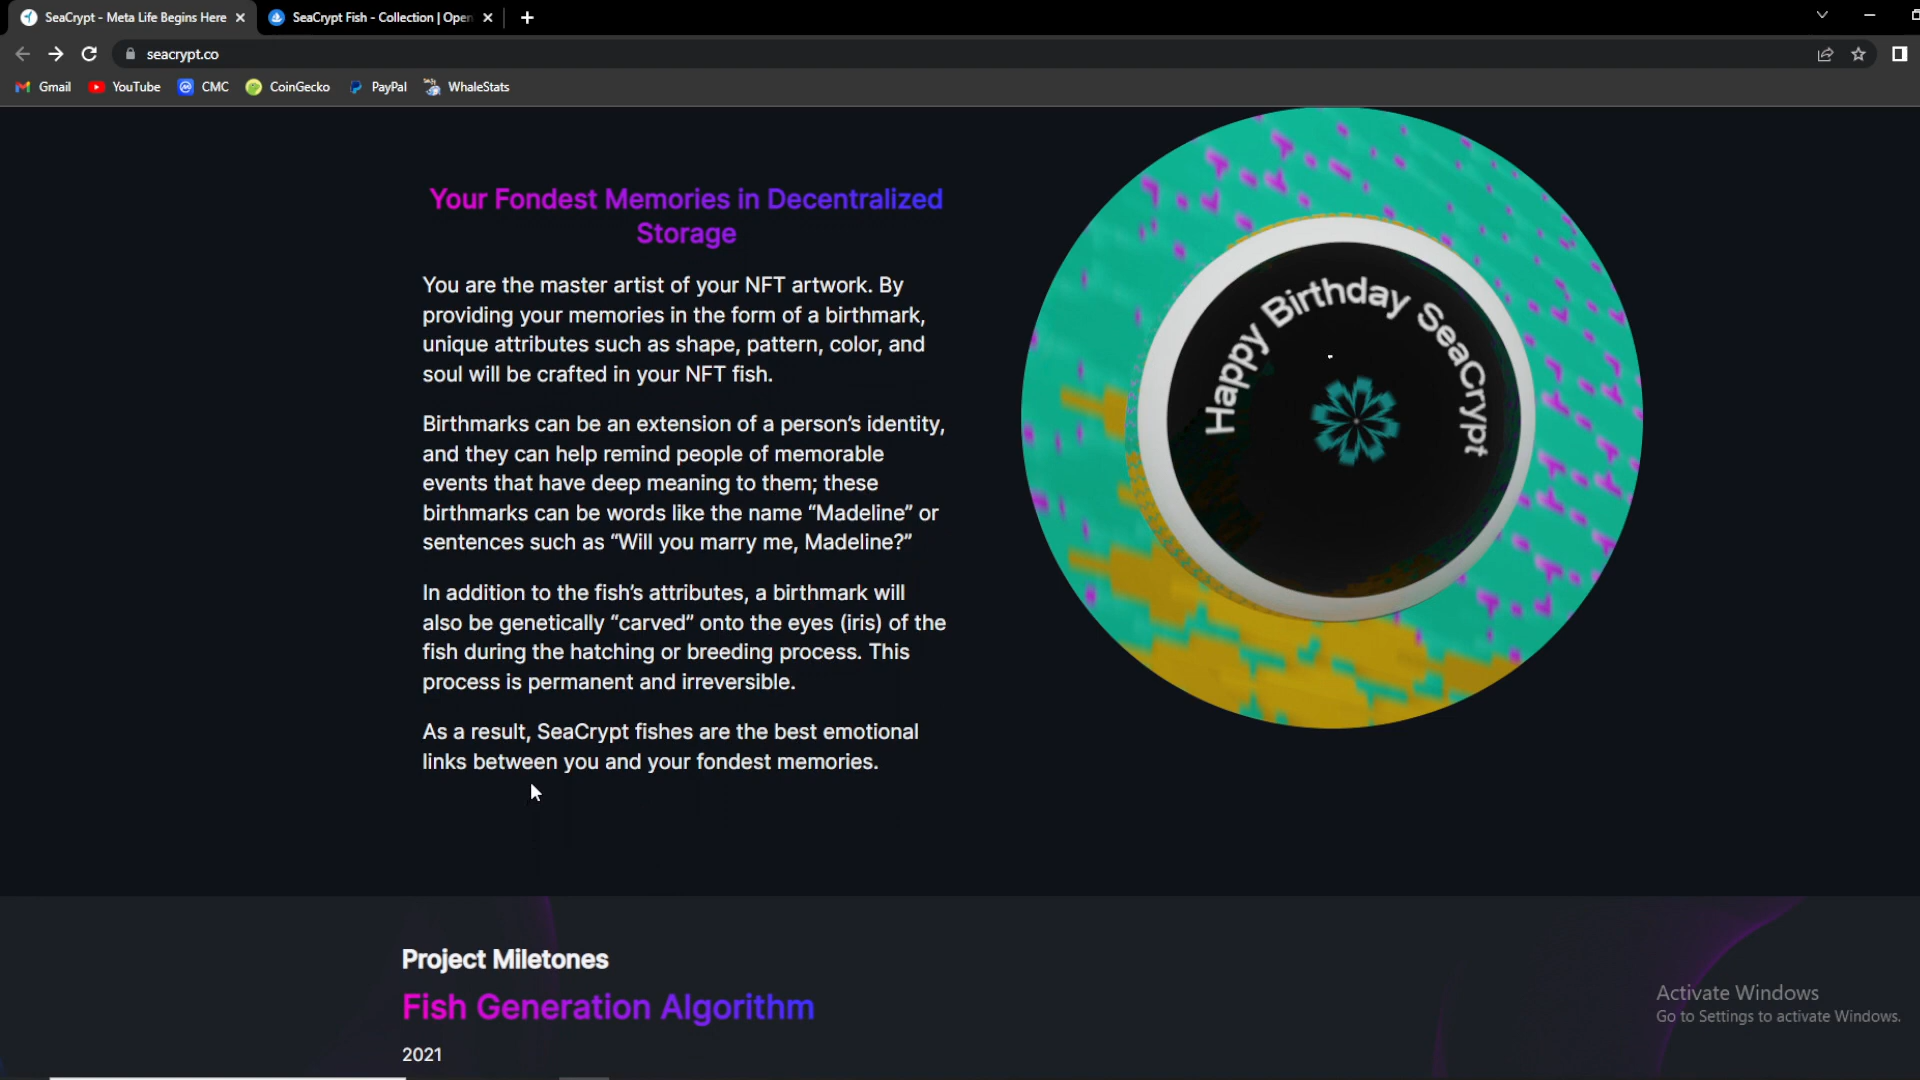 SeaCrypt - Meta Life Begins Here
SeaCrypt Fish - Collection | Open
seacrypt.co
Gmail
YouTube
CMC
CoinGecko
PayPal
WhaleStats
Your Fondest Memories in Decentralized
Storage
You are the master artist of your NFT artwork. By
providing your memories in the form of a birthmark,
unique attributes such as shape, pattern, color, and
soul will be crafted in your NFT fish.
Birthmarks can be an extension of a person’s identity,
and they can help remind people of memorable
events that have deep meaning to them; these
birthmarks can be words like the name “Madeline” or
sentences such as “Will you marry me, Madeline?”
In addition to the fish’s attributes, a birthmark will
also be genetically “carved” onto the eyes (iris) of the
fish during the hatching or breeding process. This
process is permanent and irreversible.
As a result, SeaCrypt fishes are the best emotional
links between you and your fondest memories.
Happy Birthday SeaCrypt
Project Miletones
Fish Generation Algorithm
2021
Activate Windows
Go to Settings to activate Windows.